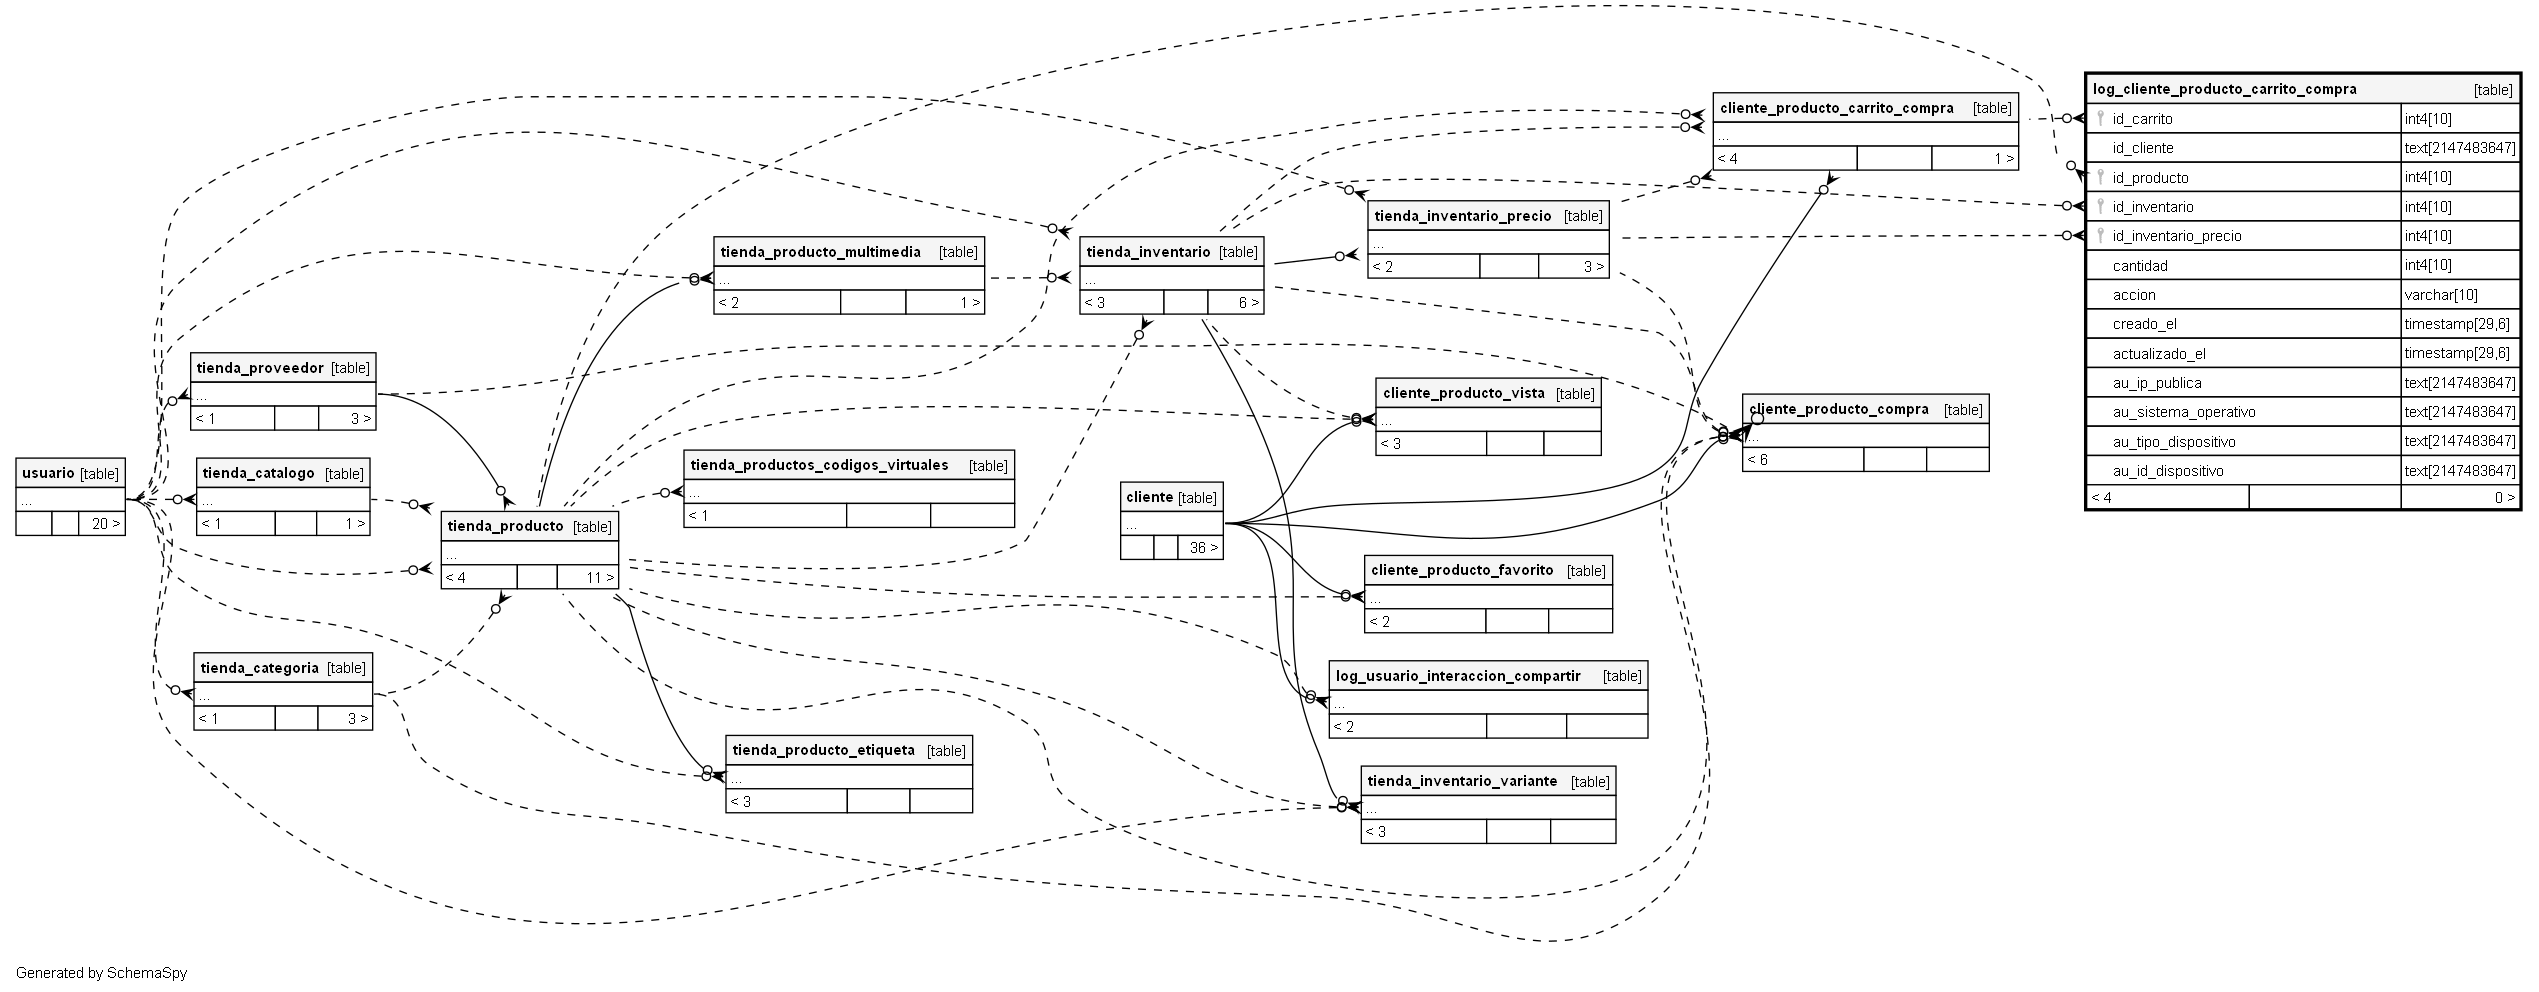 log_cliente_producto_carrito_compra [table]
id_carrito int4[10]
id_cliente text[2147483647]
id_producto int4[10]
id_inventario int4[10]
id_inventario_precio int4[10]
cantidad int4[10]
accion varchar[10]
creado_el timestamp[29,6]
actualizado_el timestamp[29,6]
au_ip_publica text[2147483647]
au_sistema_operativo text[2147483647]
au_tipo_dispositivo text[2147483647]
au_id_dispositivo text[2147483647]
< 4 0 >
cliente_producto_carrito_compra [table]
...
< 4 1 >
tienda_inventario_precio [table]
...
< 2 3 >
tienda_producto_multimedia [table]
...
< 2 1 >
tienda_inventario [table]
...
< 3 6 >
tienda_proveedor [table]
...
< 1 3 >
cliente_producto_vista [table]
...
< 3
cliente_producto_compra [table]
...
< 6
usuario [table]
...
20 >
tienda_catalogo [table]
...
< 1 1 >
tienda_productos_codigos_virtuales [table]
...
< 1
cliente [table]
...
36 >
tienda_producto [table]
...
< 4 11 >
cliente_producto_favorito [table]
...
< 2
tienda_categoria [table]
...
< 1 3 >
log_usuario_interaccion_compartir [table]
...
< 2
tienda_producto_etiqueta [table]
...
< 3
tienda_inventario_variante [table]
...
< 3
Generated by SchemaSpy